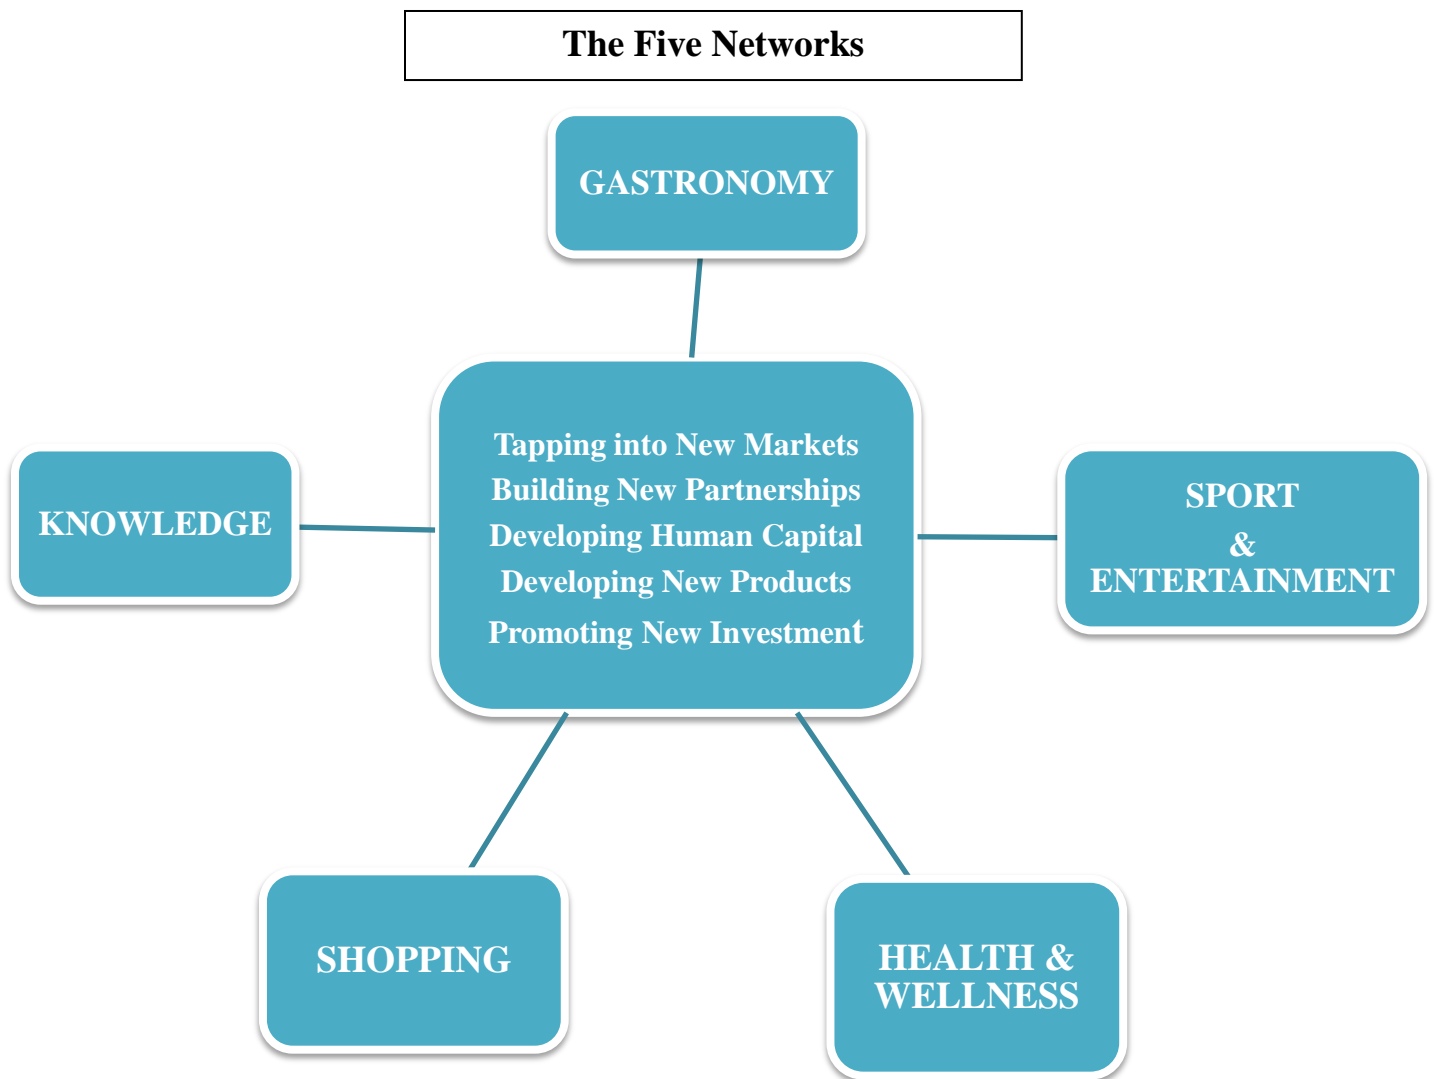 The Five Networks
GASTRONOMY
Tapping into New Markets
Building New Partnerships
Developing Human Capital
Developing New Products
Promoting New Investment
KNOWLEDGE
SPORT
&
ENTERTAINMENT
SHOPPING
HEALTH &
WELLNESS